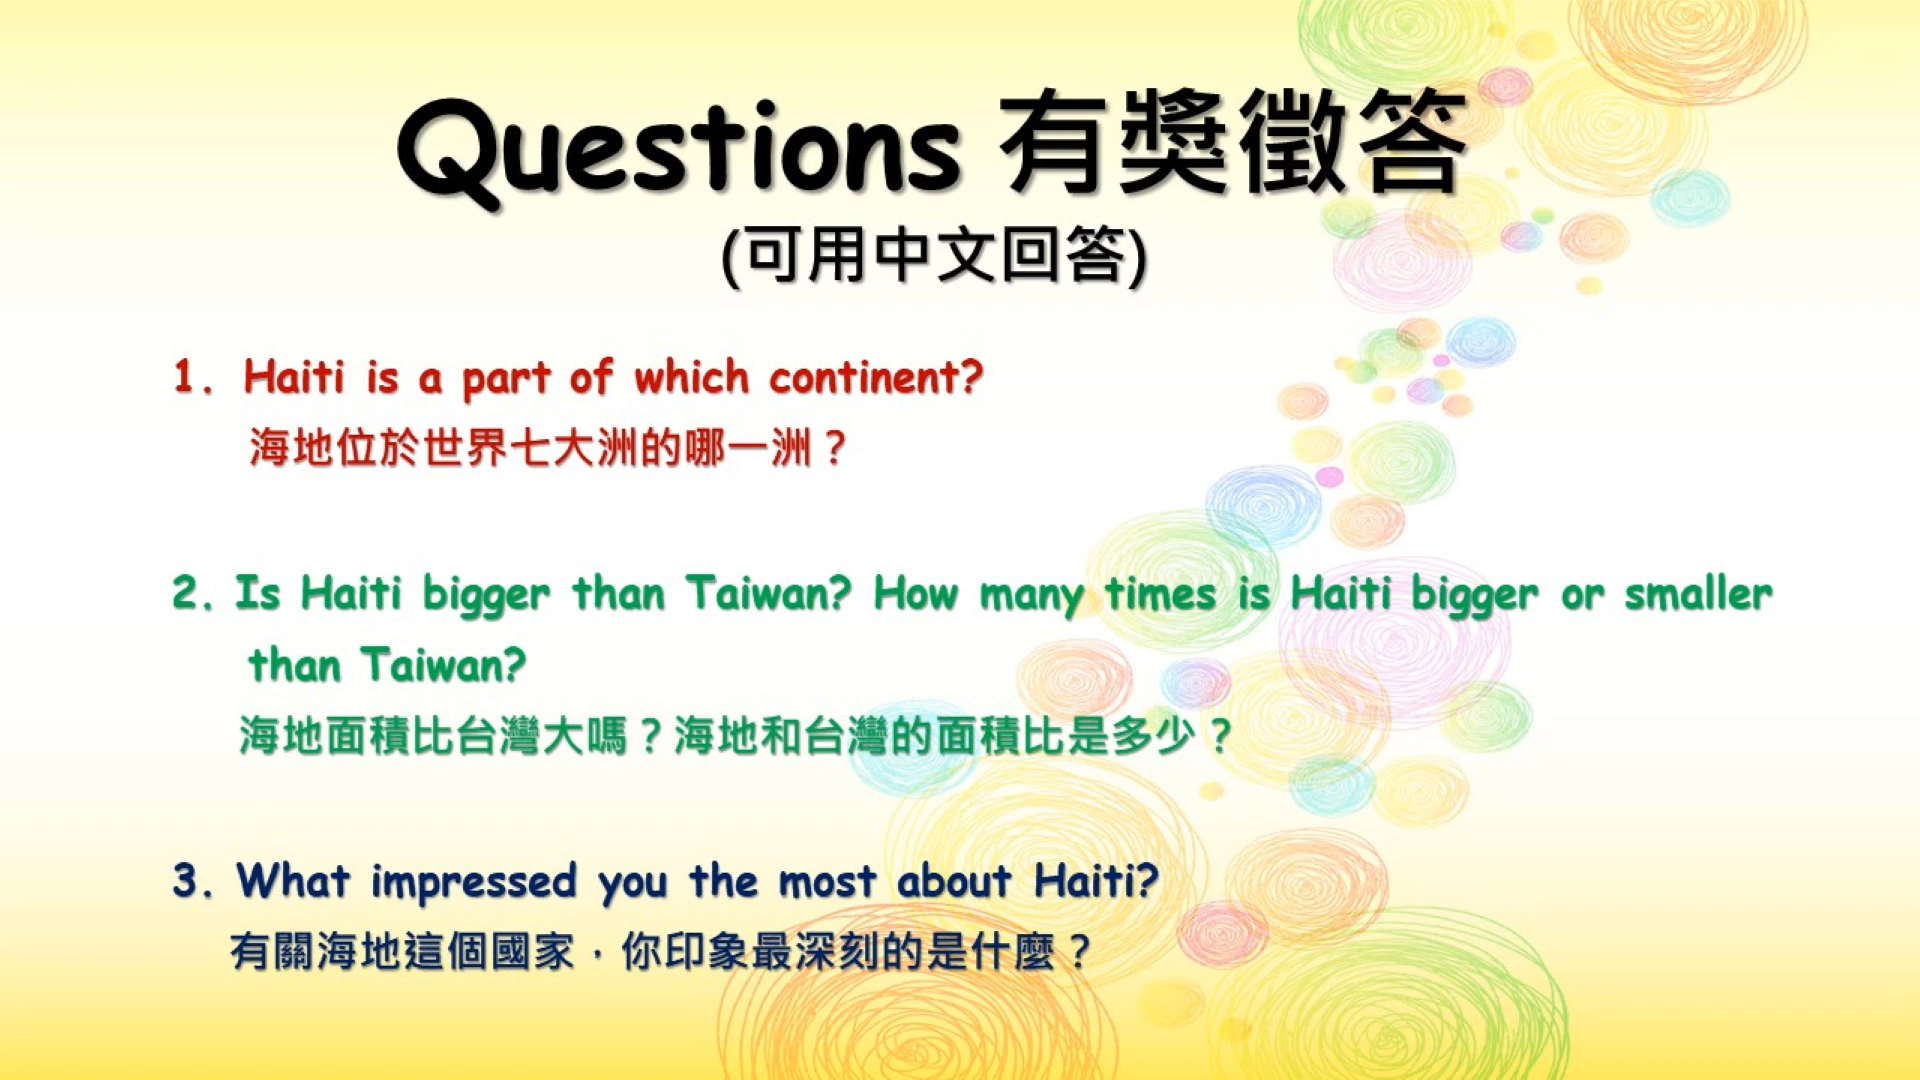 Questions 有獎徵答
(可用中文回答)
1. Haiti is a part of which continent?
海地位於世界七大洲的哪一洲？
2. Is Haiti bigger than Taiwan? How many times is Haiti bigger or smaller
than Taiwan?
海地面積比台灣大嗎？海地和台灣的面積比是多少？
3. What impressed you the most about Haiti?
有關海地這個國家，你印象最深刻的是什麼？